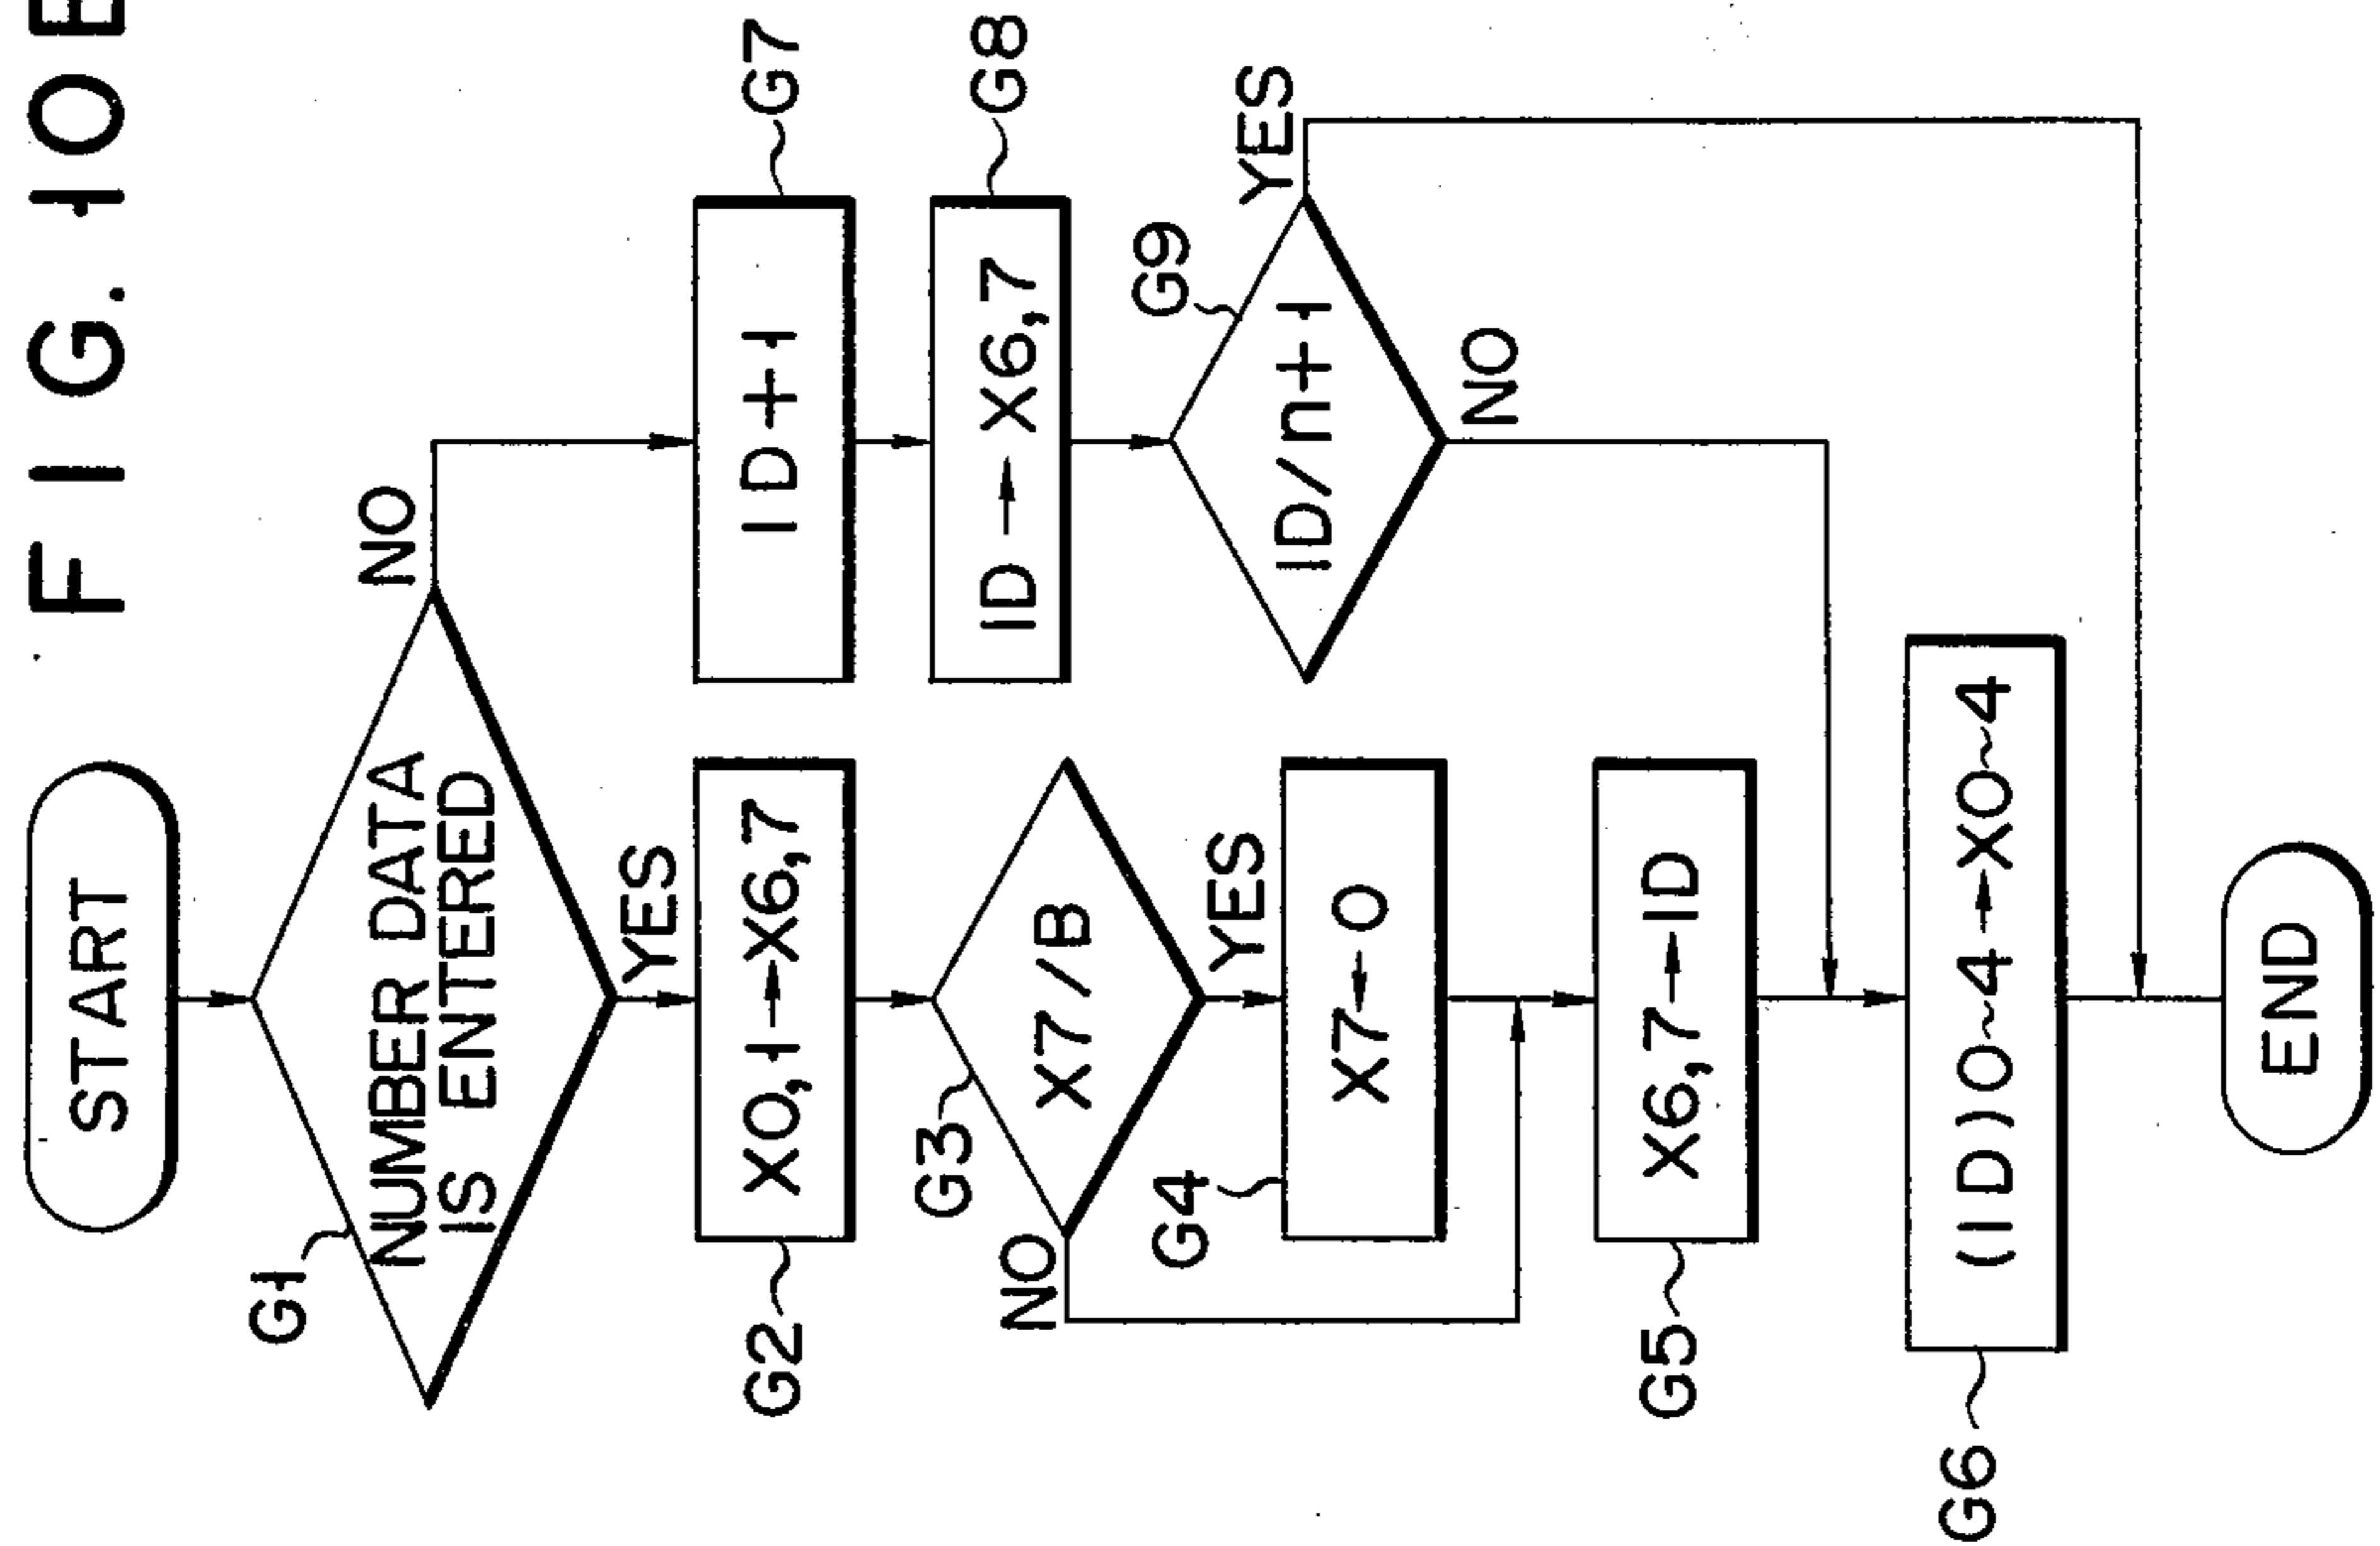 FIG. 10E
START
G1
NUMBER DATA
IS ENTERED
NO
YES
G2
X0,1→X6,7
ID+1
G7
G3
X7/B
NO
YES
ID → X6,7
G8
G4
X7←0
G9
ID/n+1
YES
NO
G5
X6,7→ID
G6
(ID)0~4→X0~4
END